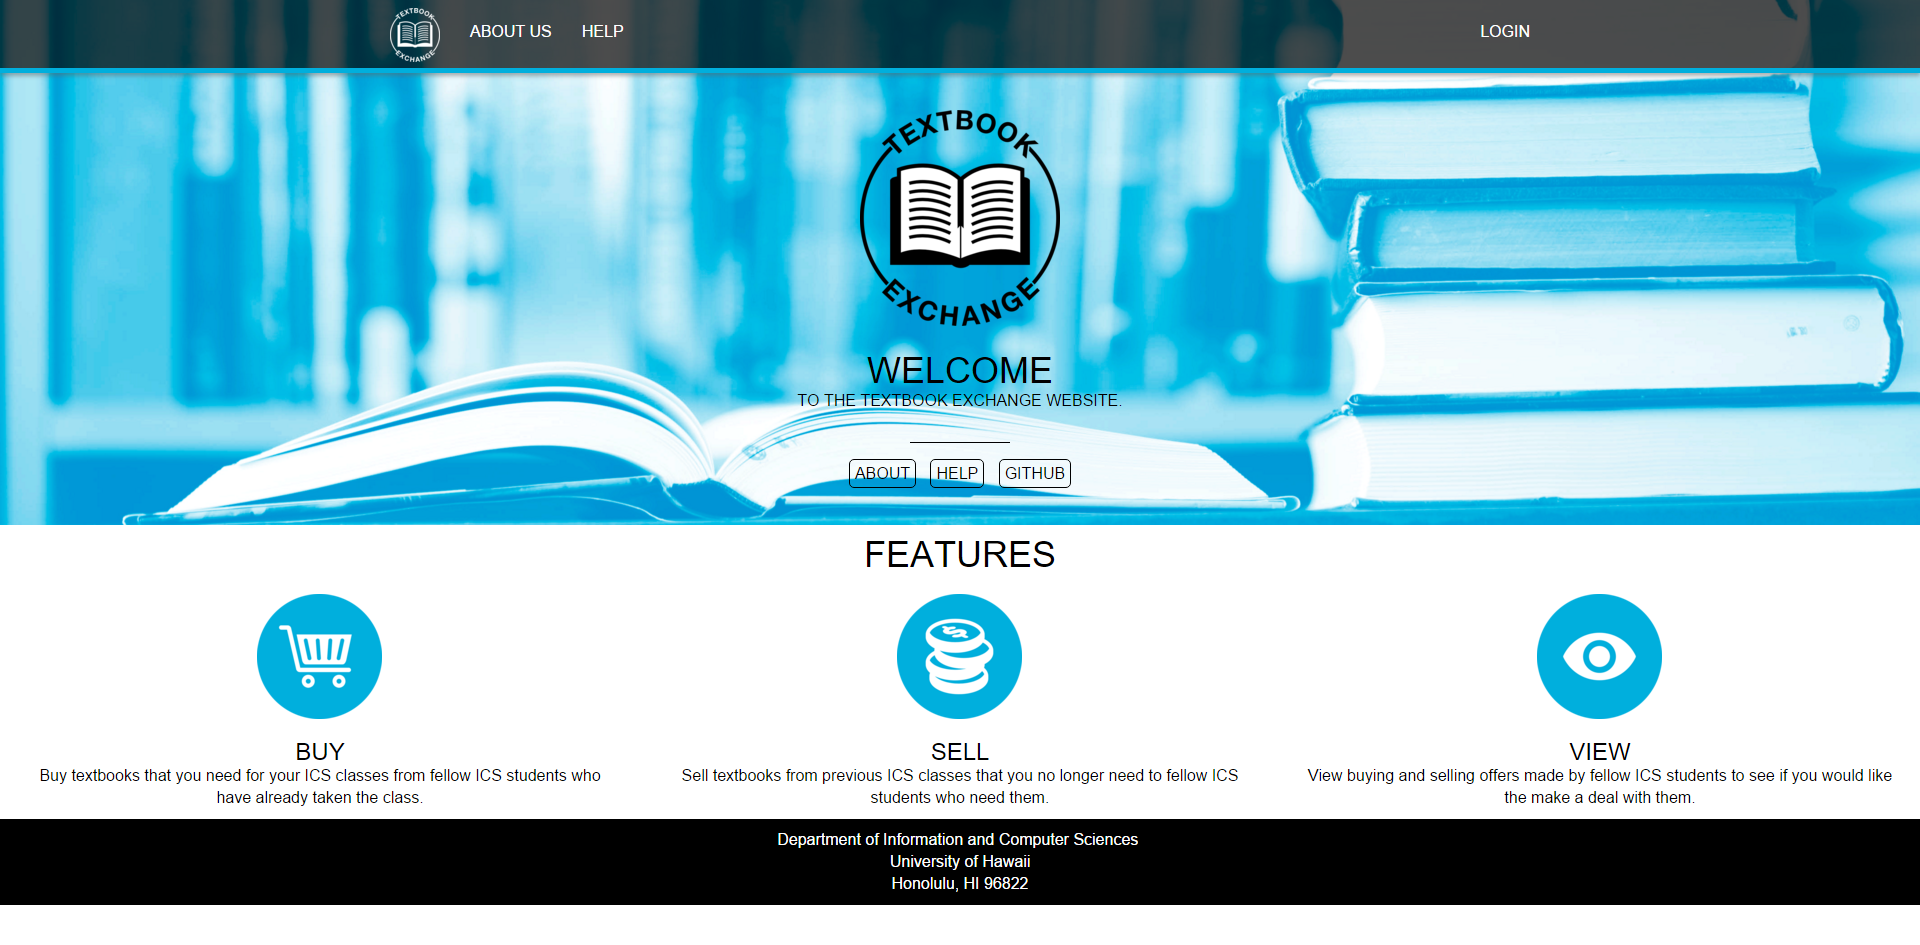 TEXTBOOK
EXCHANGE
ABOUT US
HELP
LOGIN
TEXTBOOK
EXCHANGE
WELCOME
TO THE TEXTBOOK EXCHANGE WEBSITE.
ABOUT
HELP
GITHUB
FEATURES
BUY
Buy textbooks that you need for your ICS classes from fellow ICS students who
have already taken the class.
SELL
Sell textbooks from previous ICS classes that you no longer need to fellow ICS
students who need them.
VIEW
View buying and selling offers made by fellow ICS students to see if you would like
the make a deal with them.
Department of Information and Computer Sciences
University of Hawaii
Honolulu, HI 96822